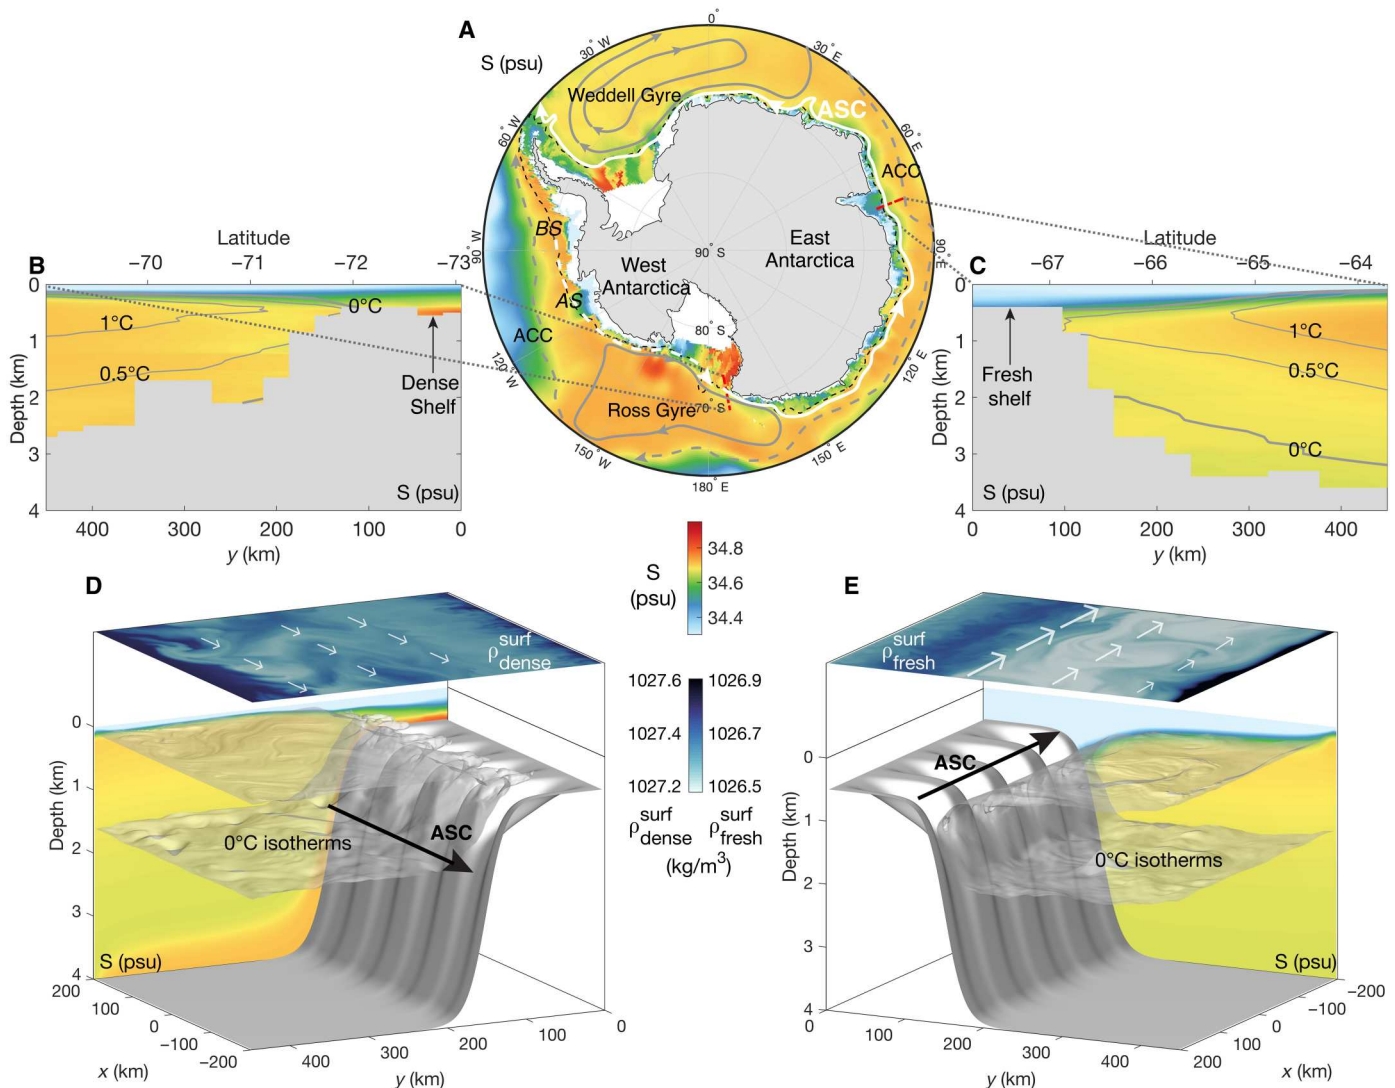 A
S (psu)
0°
30° W
30° E
60° W
60° E
90° W
90° E
120° W
120° E
150° W
150° E
180° E
Weddell Gyre
ASC
ACC
BS
AS
ACC
West
Antarctica
East
Antarctica
90° S
80° S
70° S
Ross Gyre
B
Latitude
−70 −71 −72 −73
0
1
2
3
4
Depth (km)
0°C
1°C
0.5°C
Dense
Shelf
S (psu)
400 300 200 100 0
y (km)
C
Latitude
−67 −66 −65 −64
0
1
2
3
4
Depth (km)
1°C
0.5°C
0°C
Fresh
shelf
S (psu)
0 100 200 300 400
y (km)
S
(psu)
34.8
34.6
34.4
1027.6 1026.9
1027.4 1026.7
1027.2 1026.5
ρ surf dense ρ surf fresh
(kg/m³)
D
ρ surf dense
0
1
2
3
4
Depth (km)
0°C isotherms
ASC
S (psu)
200
100
0
−100
−200
x (km)
400 300 200 100 0
y (km)
E
ρ surf fresh
0
1
2
3
4
Depth (km)
ASC
0°C isotherms
S (psu)
0 100 200 300 400
y (km)
−200
−100
0
100
200
x (km)